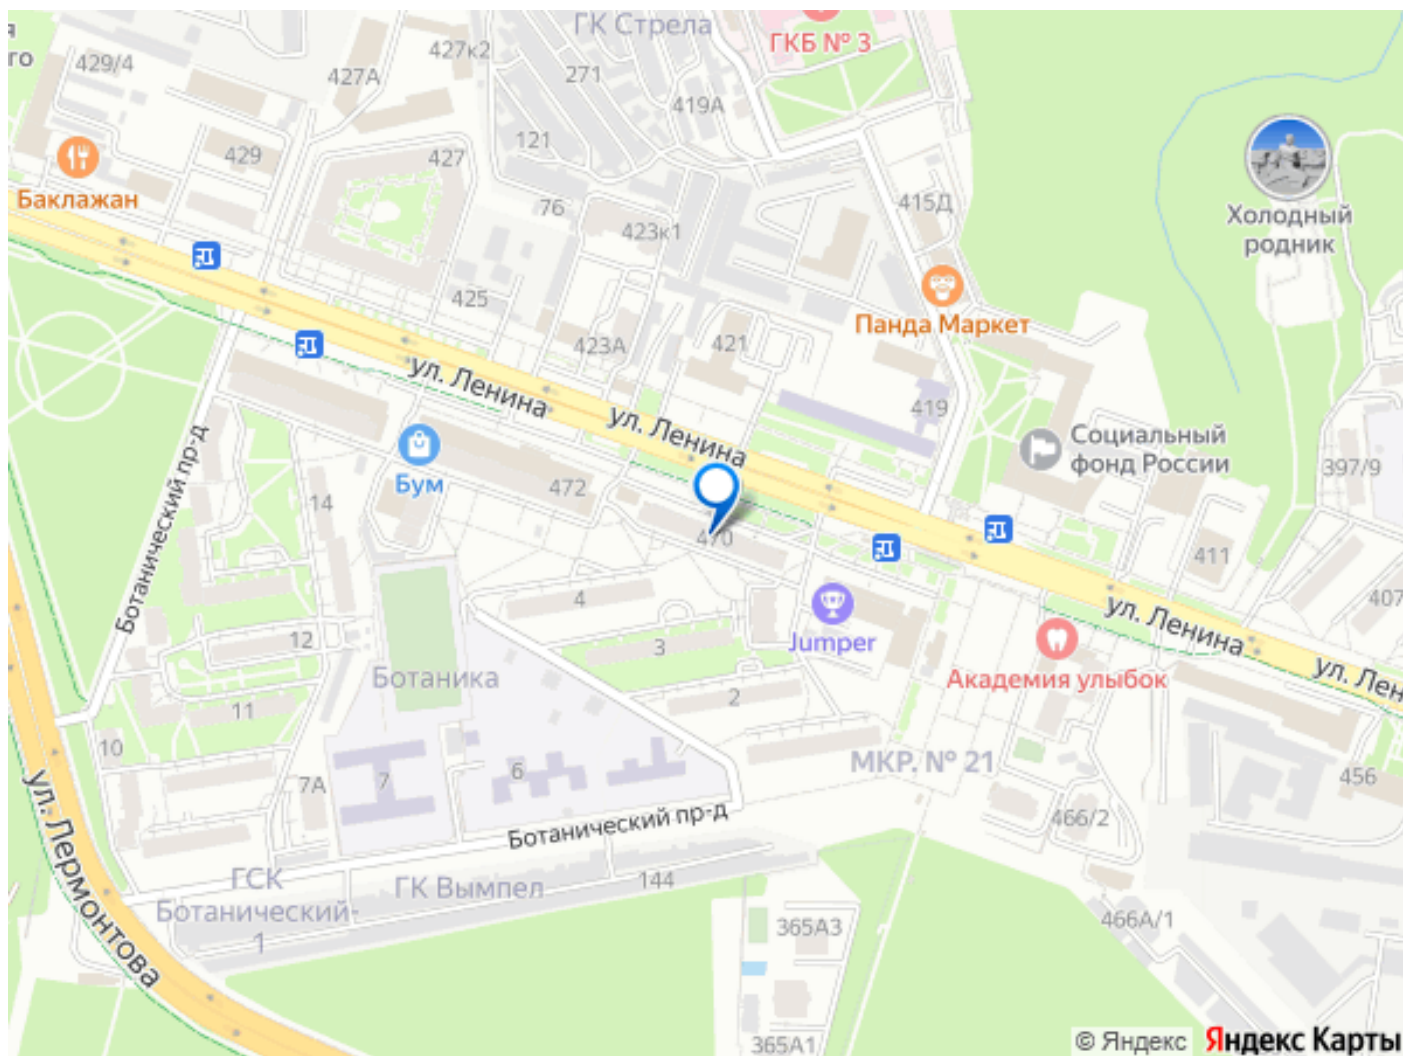 ГК Стрела
ГКБ № 3
я
го
429/4
427к2
427А
271
419А
121
429
427
Баклажан
76
423к1
415Д
Холодный
родник
425
Панда Маркет
423А
421
ул. Ленина
ул. Ленина
419
Социальный
фонд России
397/9
Ботанический пр-д
Бум
472
14
470
411
4
407
ул. Ленина
Jumper
12
3
ул. Лен
Ботаника
Академия улыбок
2
11
10
МКР. № 21
456
7
6
7А
466/2
ул. Лермонтова
Ботанический пр-д
ГСК
Ботанический-
1
ГК Вымпел
144
365А3
466А/1
365А1
© Яндекс
Яндекс Карты